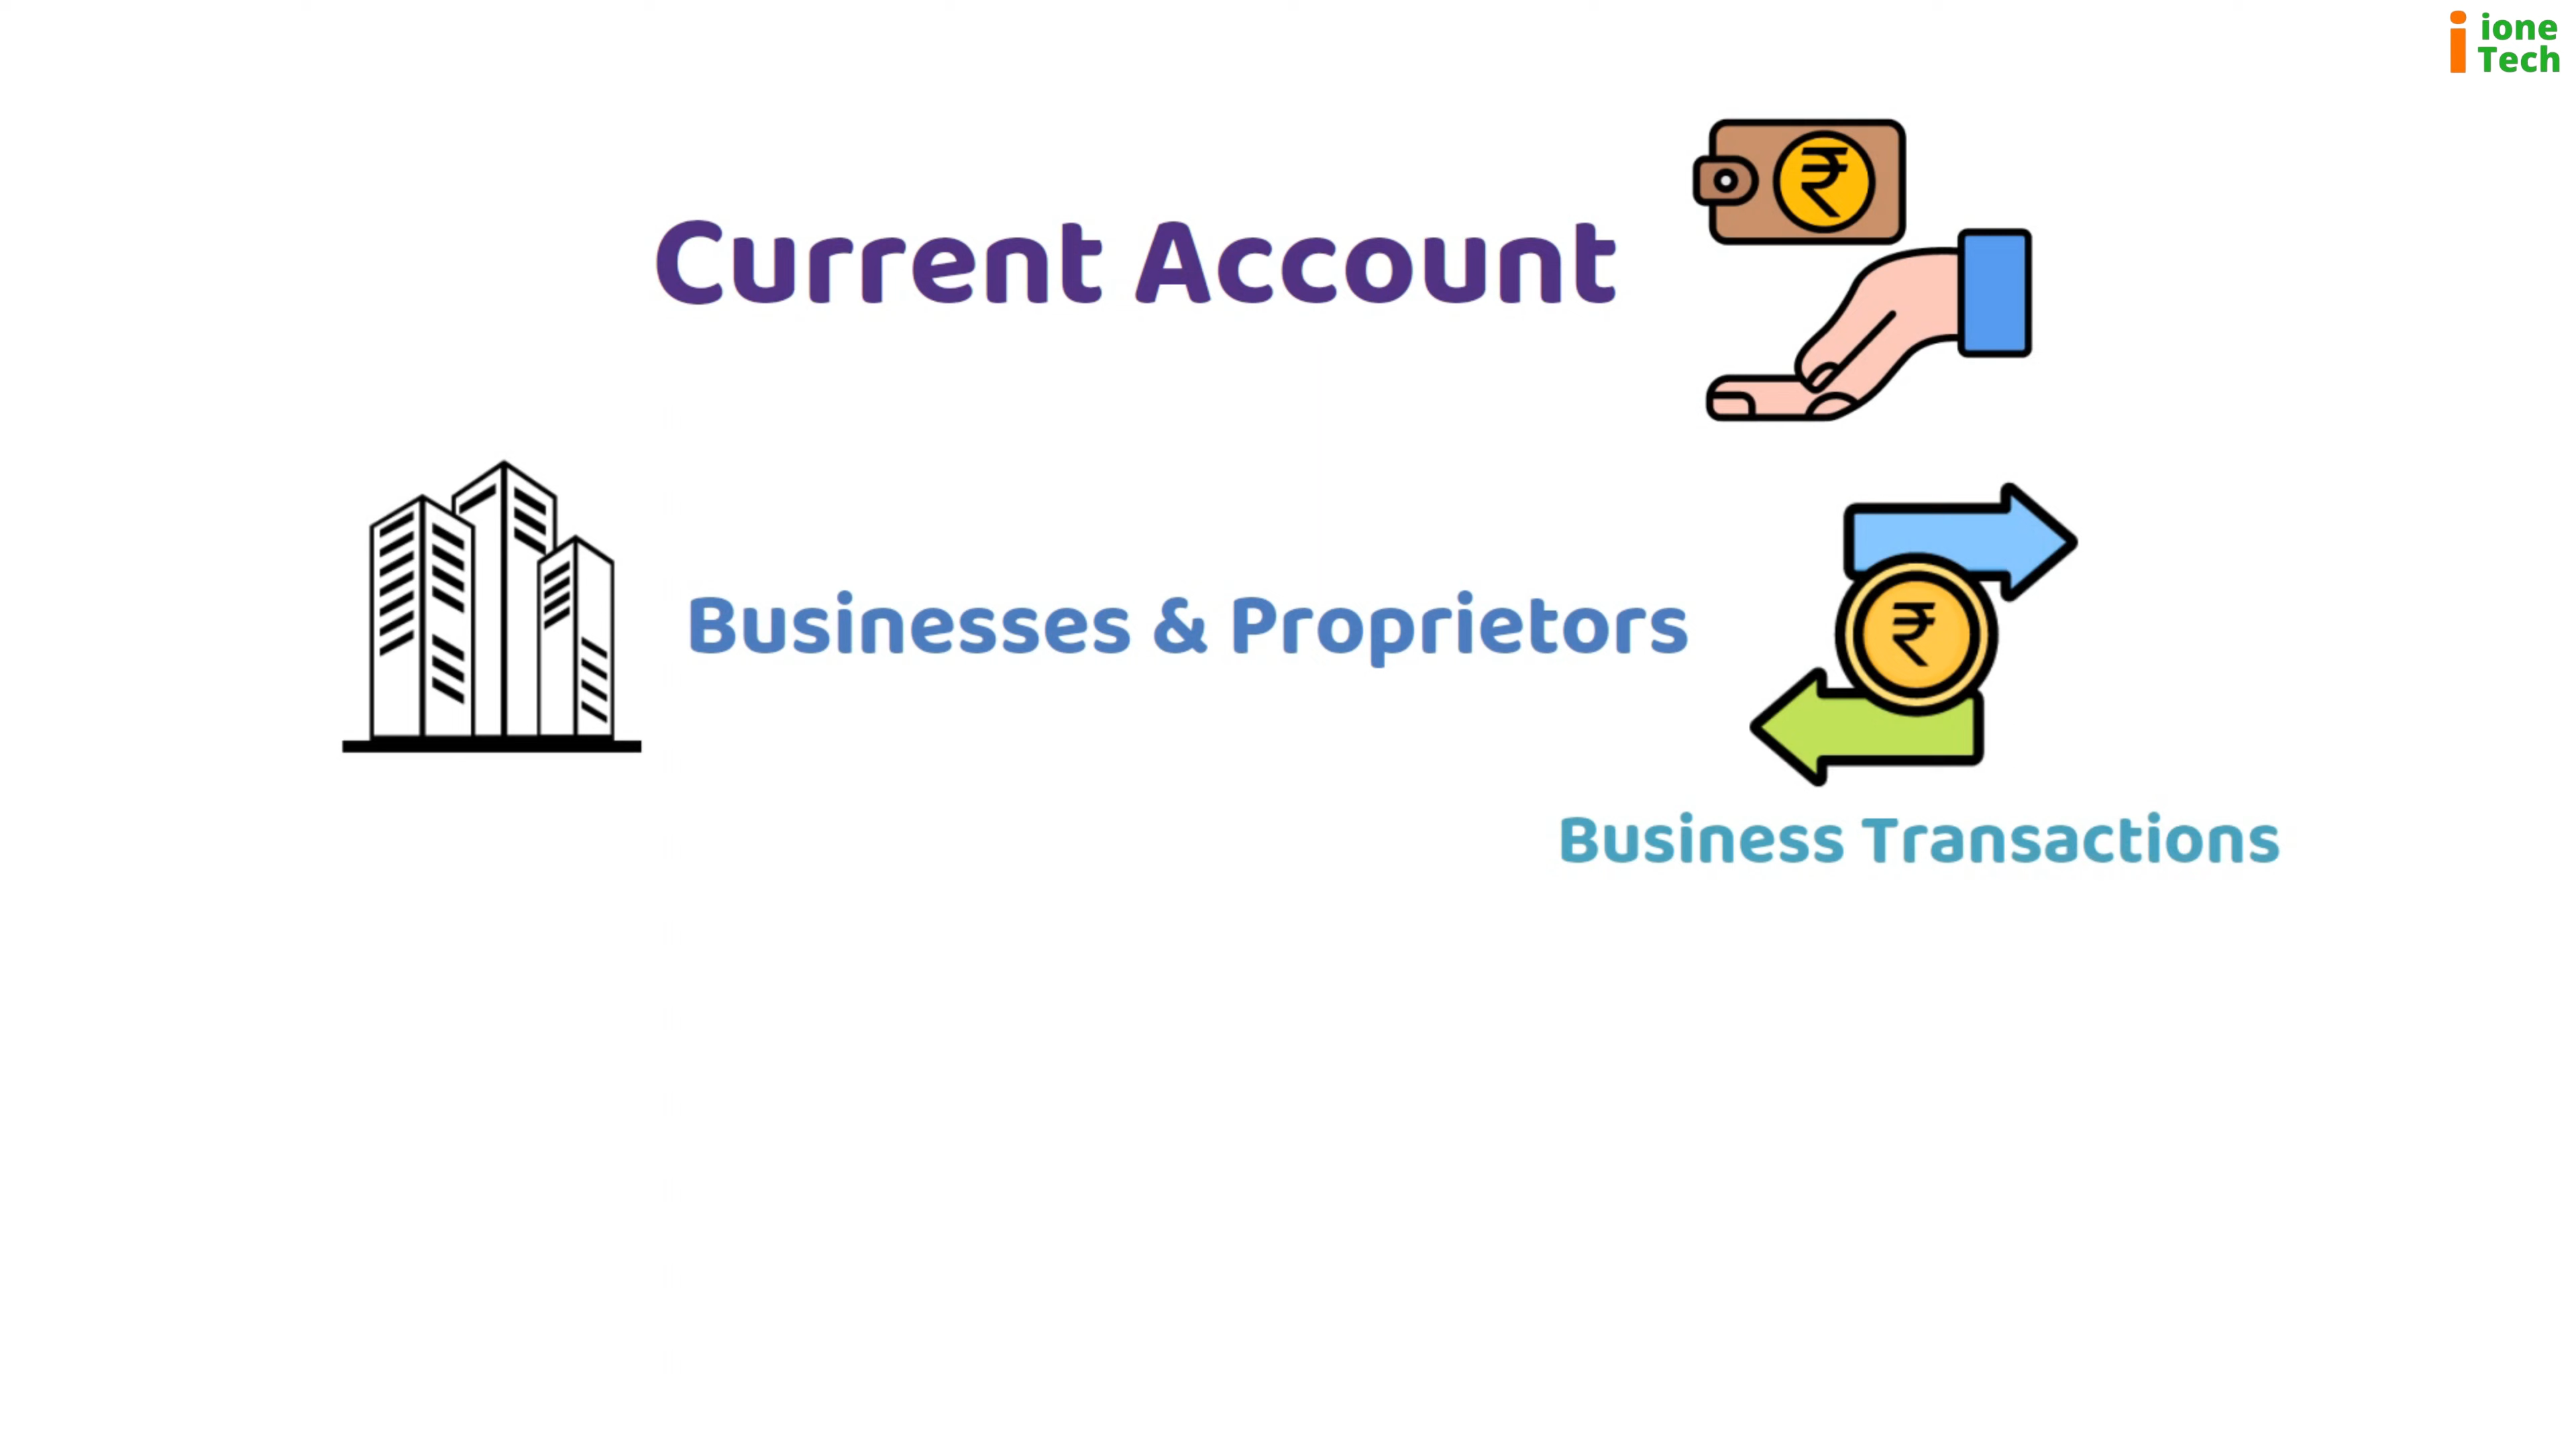 ione
Tech
Current Account
₹
Businesses & Proprietors
₹
Business Transactions